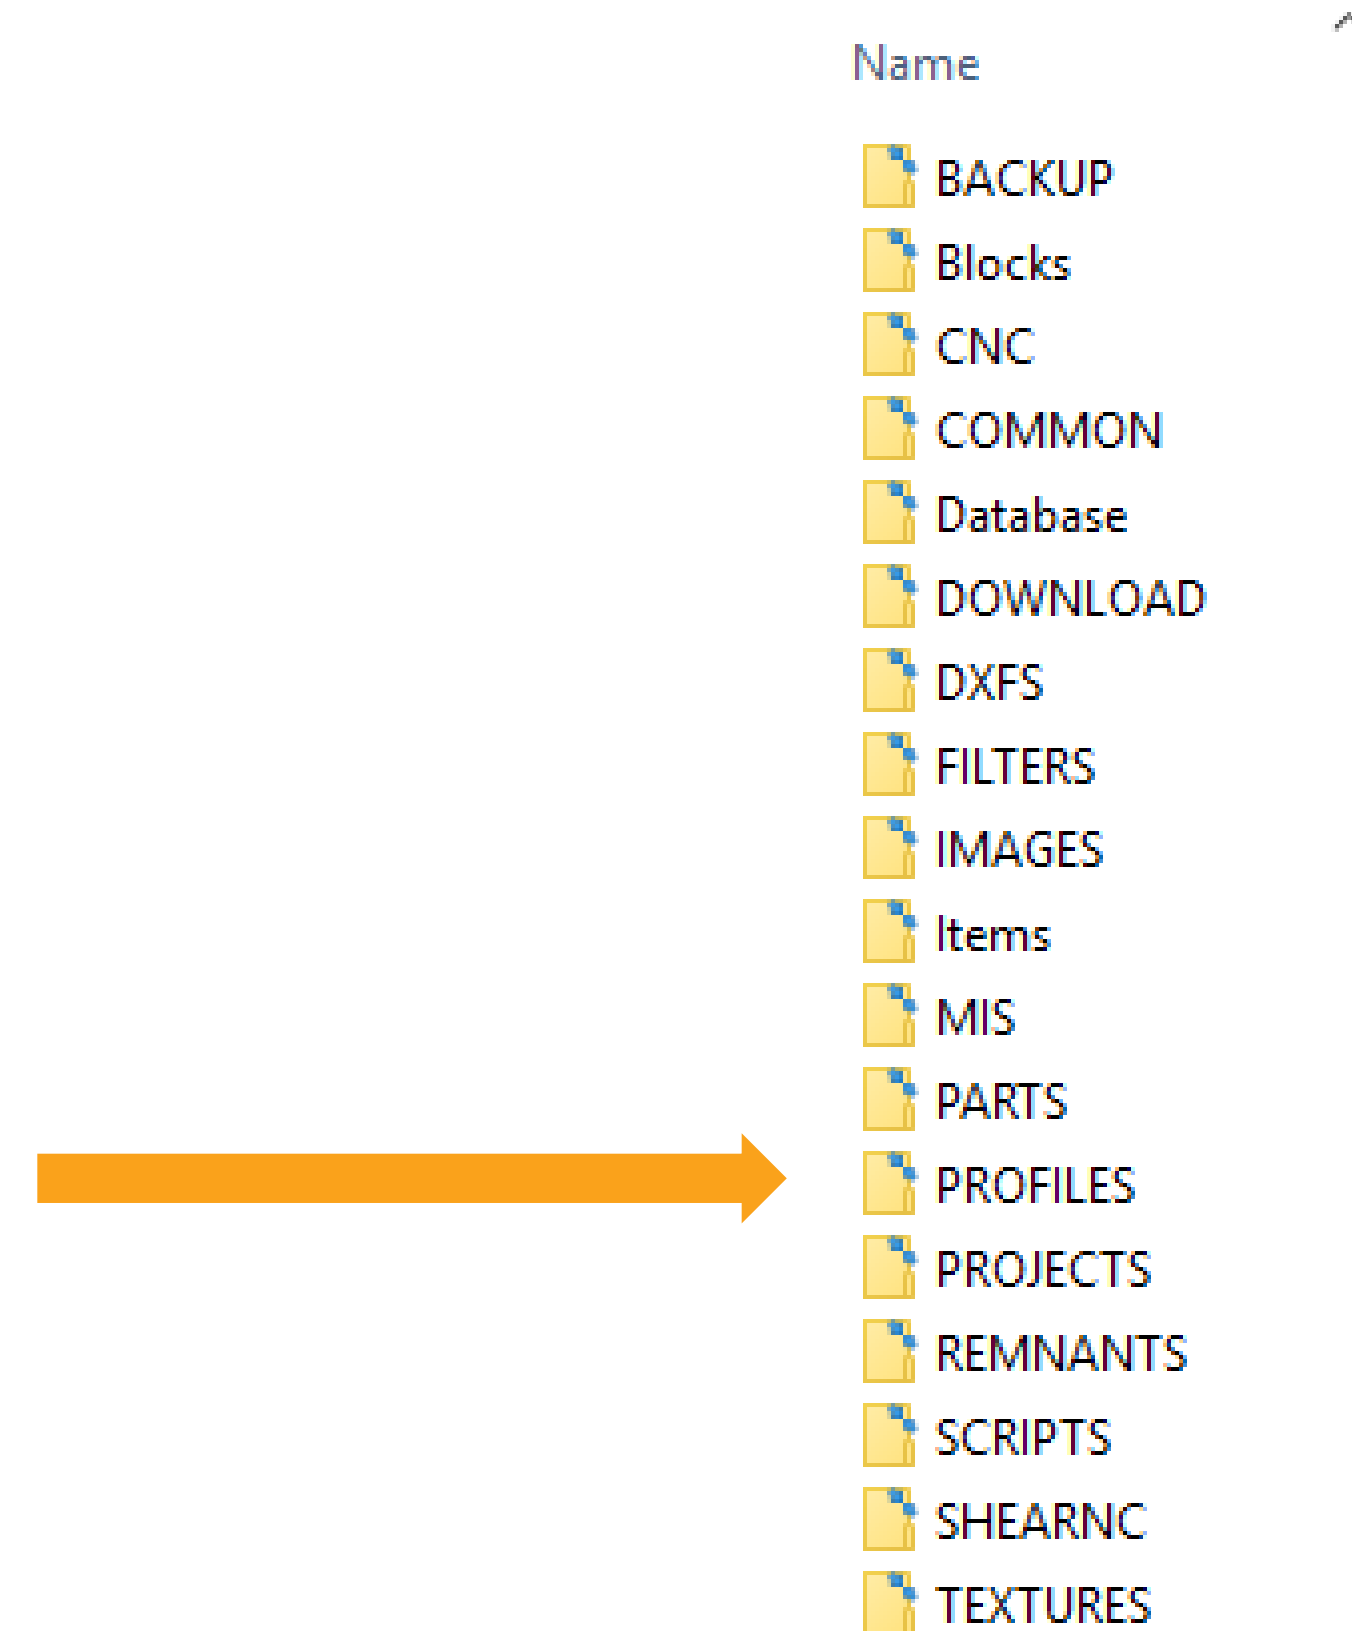 Name
BACKUP
Blocks
CNC
COMMON
Database
DOWNLOAD
DXFS
FILTERS
IMAGES
Items
MIS
PARTS
PROFILES
PROJECTS
REMNANTS
SCRIPTS
SHEARNC
TEXTURES